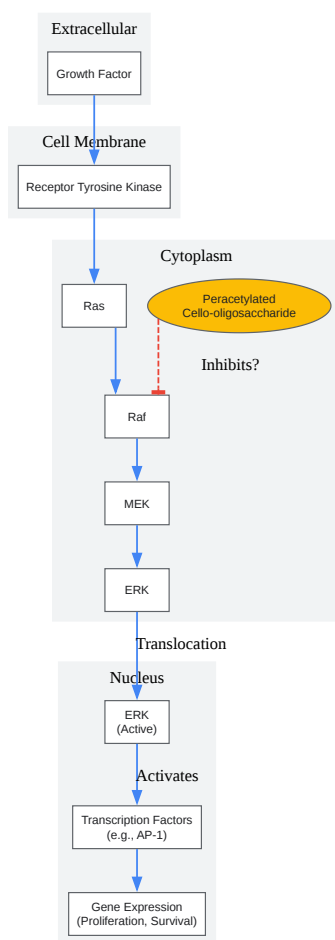 Extracellular
Growth Factor
Cell Membrane
Receptor Tyrosine Kinase
Cytoplasm
Ras
Peracetylated
Cello-oligosaccharide
Inhibits?
Raf
MEK
ERK
Translocation
Nucleus
ERK
(Active)
Activates
Transcription Factors
(e.g., AP-1)
Gene Expression
(Proliferation, Survival)